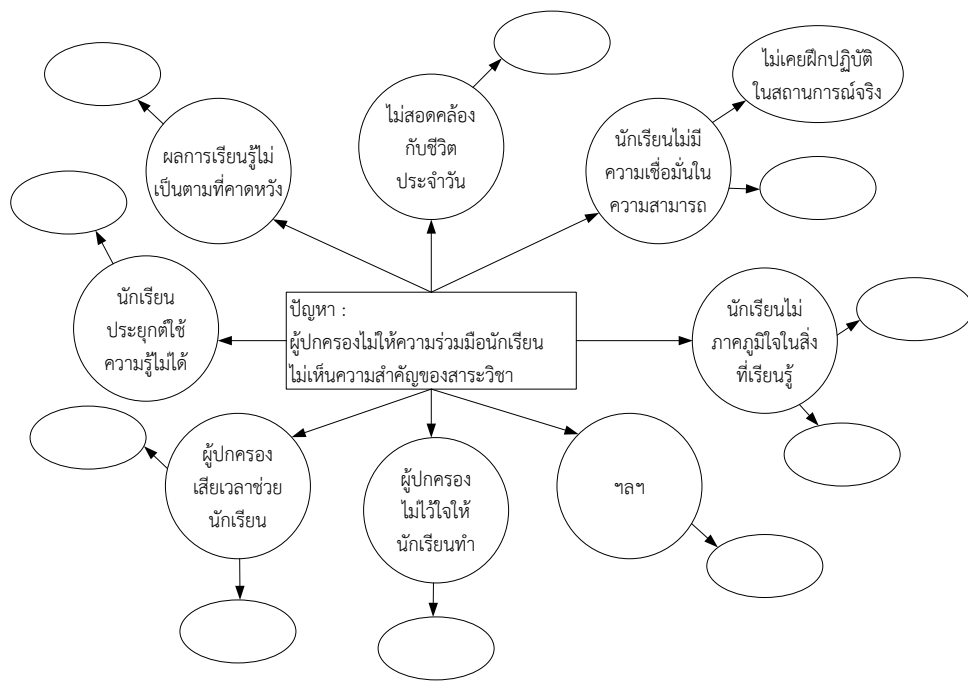 ไม่เคยฝึกปฏิบัติ
ในสถานการณ์จริง
ไม่สอดคล้อง
กับชีวิต
ประจำวัน
นักเรียนไม่มี
ความเชื่อมั่นใน
ความสามารถ
ผลการเรียนรู้ไม่
เป็นตามที่คาดหวัง
นักเรียน
ประยุกต์ใช้
ความรู้ไม่ได้
ปัญหา :
ผู้ปกครองไม่ให้ความร่วมมือนักเรียน
ไม่เห็นความสำคัญของสาระวิชา
นักเรียนไม่
ภาคภูมิใจในสิ่ง
ที่เรียนรู้
ผู้ปกครอง
เสียเวลาช่วย
นักเรียน
ผู้ปกครอง
ไม่ไว้ใจให้
นักเรียนทำ
ฯลฯ